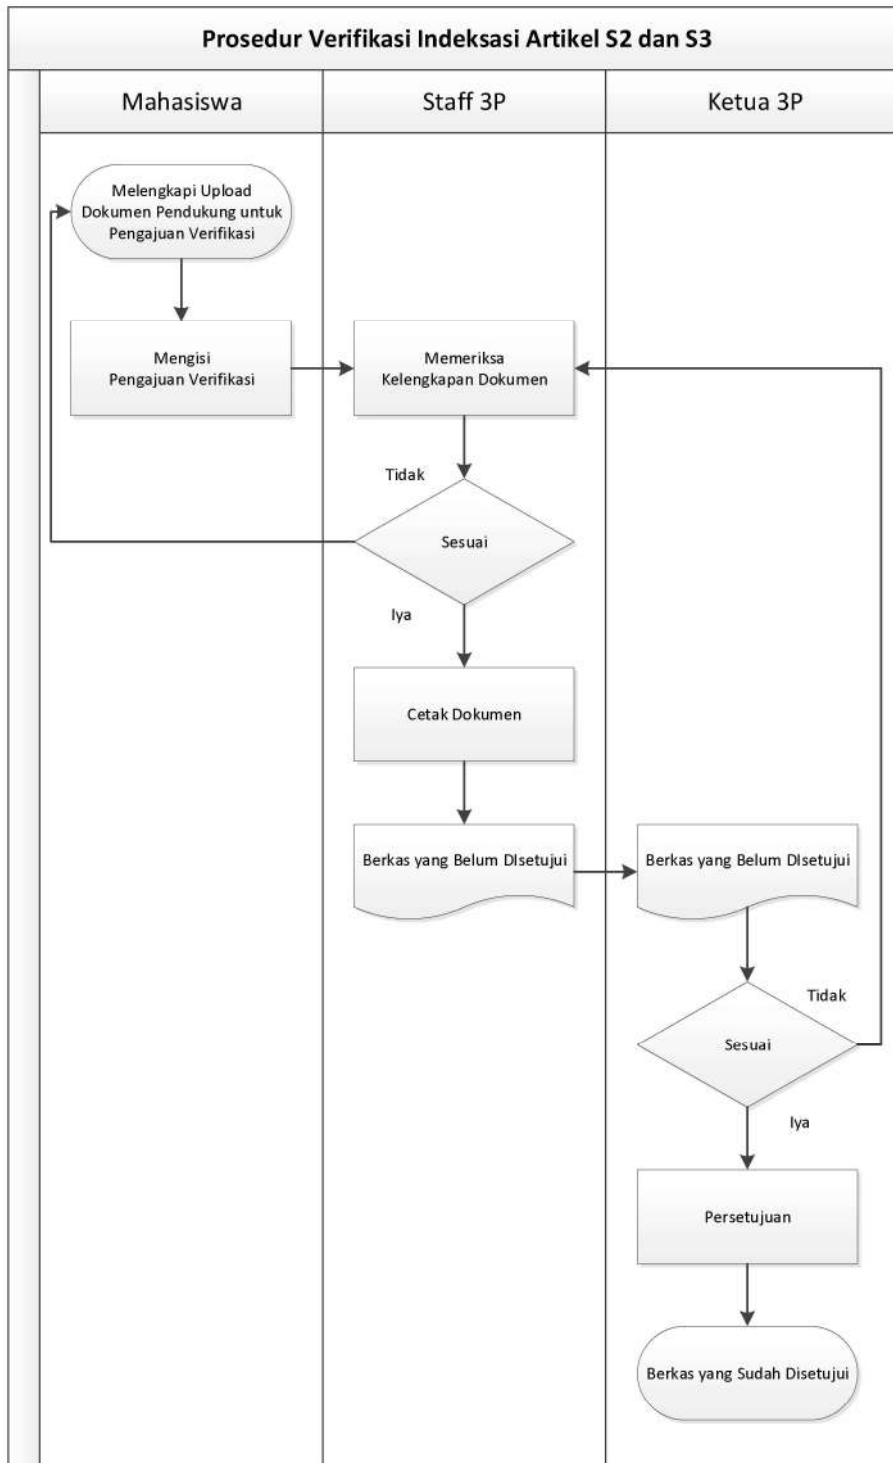 Prosedur Verifikasi Indeksasi Artikel S2 dan S3
Mahasiswa
Staff 3P
Ketua 3P
Melengkapi Upload
Dokumen Pendukung untuk
Pengajuan Verifikasi
Mengisi
Pengajuan Verifikasi
Memeriksa
Kelengkapan Dokumen
Tidak
Sesuai
Iya
Cetak Dokumen
Berkas yang Belum DIsetujui
Berkas yang Belum DIsetujui
Tidak
Sesuai
Iya
Persetujuan
Berkas yang Sudah Disetujui